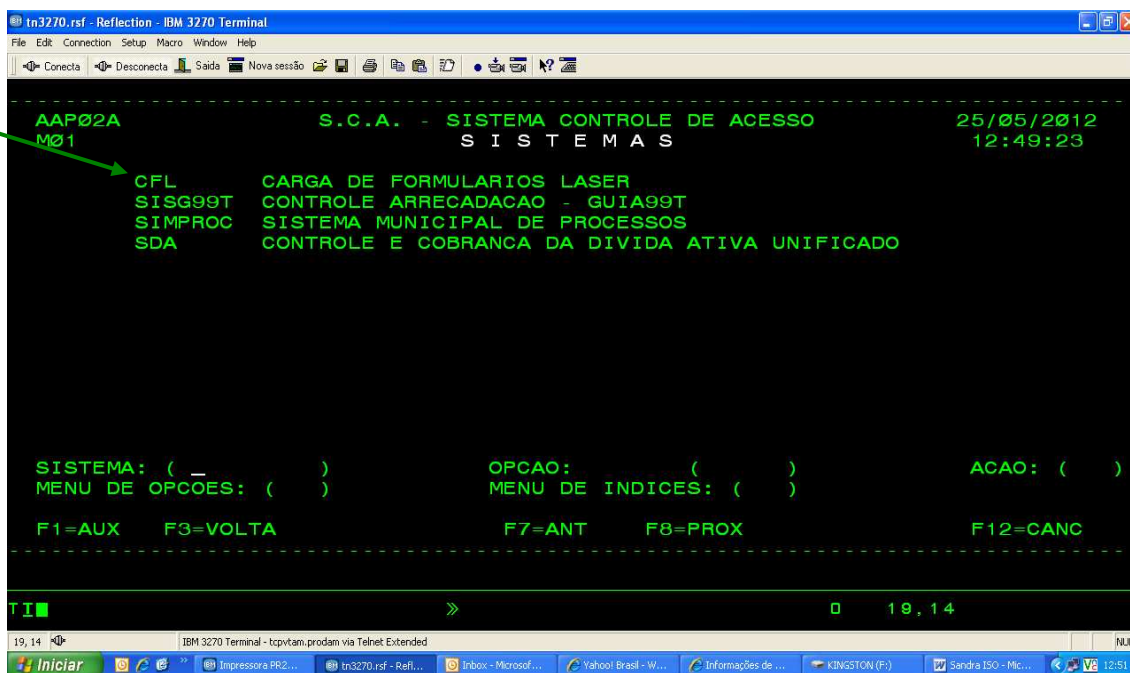 tn3270.rsf - Reflection - IBM 3270 Terminal
File Edit Connection Setup Macro Window Help
Conecta Desconecta Saida Nova sessão
AAPØ2A S.C.A. - SISTEMA CONTROLE DE ACESSO 25/Ø5/2Ø12
MØ1 S I S T E M A S 12:49:23
CFL CARGA DE FORMULARIOS LASER
SISG99T CONTROLE ARRECADACAO - GUIA99T
SIMPROC SISTEMA MUNICIPAL DE PROCESSOS
SDA CONTROLE E COBRANCA DA DIVIDA ATIVA UNIFICADO
SISTEMA: ( _ ) OPCAO: ( ) ACAO: ( )
MENU DE OPCOES: ( ) MENU DE INDICES: ( )
F1=AUX F3=VOLTA F7=ANT F8=PROX F12=CANC
TI » 19,14
19, 14 IBM 3270 Terminal - tcpvtam.prodam via Telnet Extended NU
Iniciar » Impressora PR2... tn3270.rsf - Refl... Inbox - Microsof... Yahoo! Brasil - W... Informações de ... KINGSTON (F:) Sandra ISO - Mic... 12:51